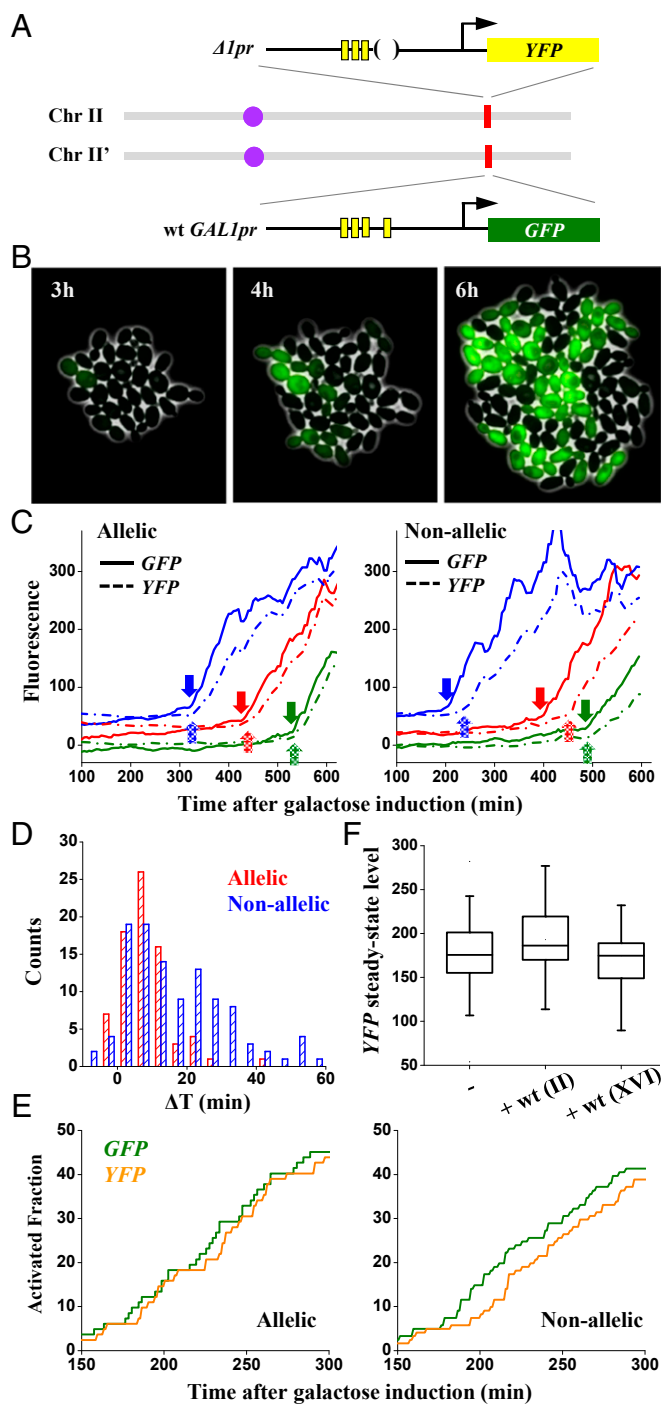 A
Δ1pr
YFP
Chr II
Chr II'
wt GAL1pr
GFP
B
3h
4h
6h
C
Allelic
GFP
YFP
Non-allelic
GFP
YFP
Fluorescence
300
200
100
0
100 200 300 400 500 600
100 200 300 400 500 600
Time after galactose induction (min)
D
30
25
20
15
10
5
0
Counts
Allelic
Non-allelic
0 20 40 60
ΔT (min)
F
300
250
200
150
100
50
YFP steady-state level
-
+ wt (II)
+ wt (XVI)
E
50
40
30
20
10
0
Activated Fraction
GFP
YFP
Allelic
150 200 250 300
50
40
30
20
10
0
Non-allelic
150 200 250 300
Time after galactose induction (min)